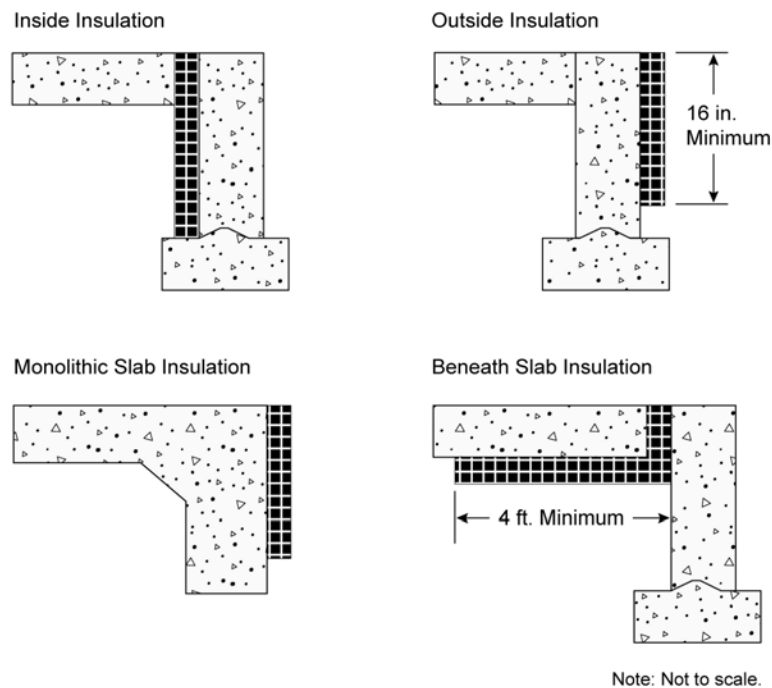 Inside Insulation
Outside Insulation
16 in.
Minimum
Monolithic Slab Insulation
Beneath Slab Insulation
4 ft. Minimum
Note: Not to scale.